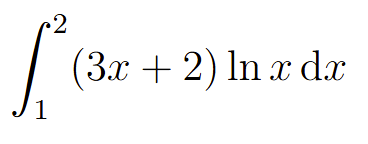 ∫₁² (3x + 2) ln x dx